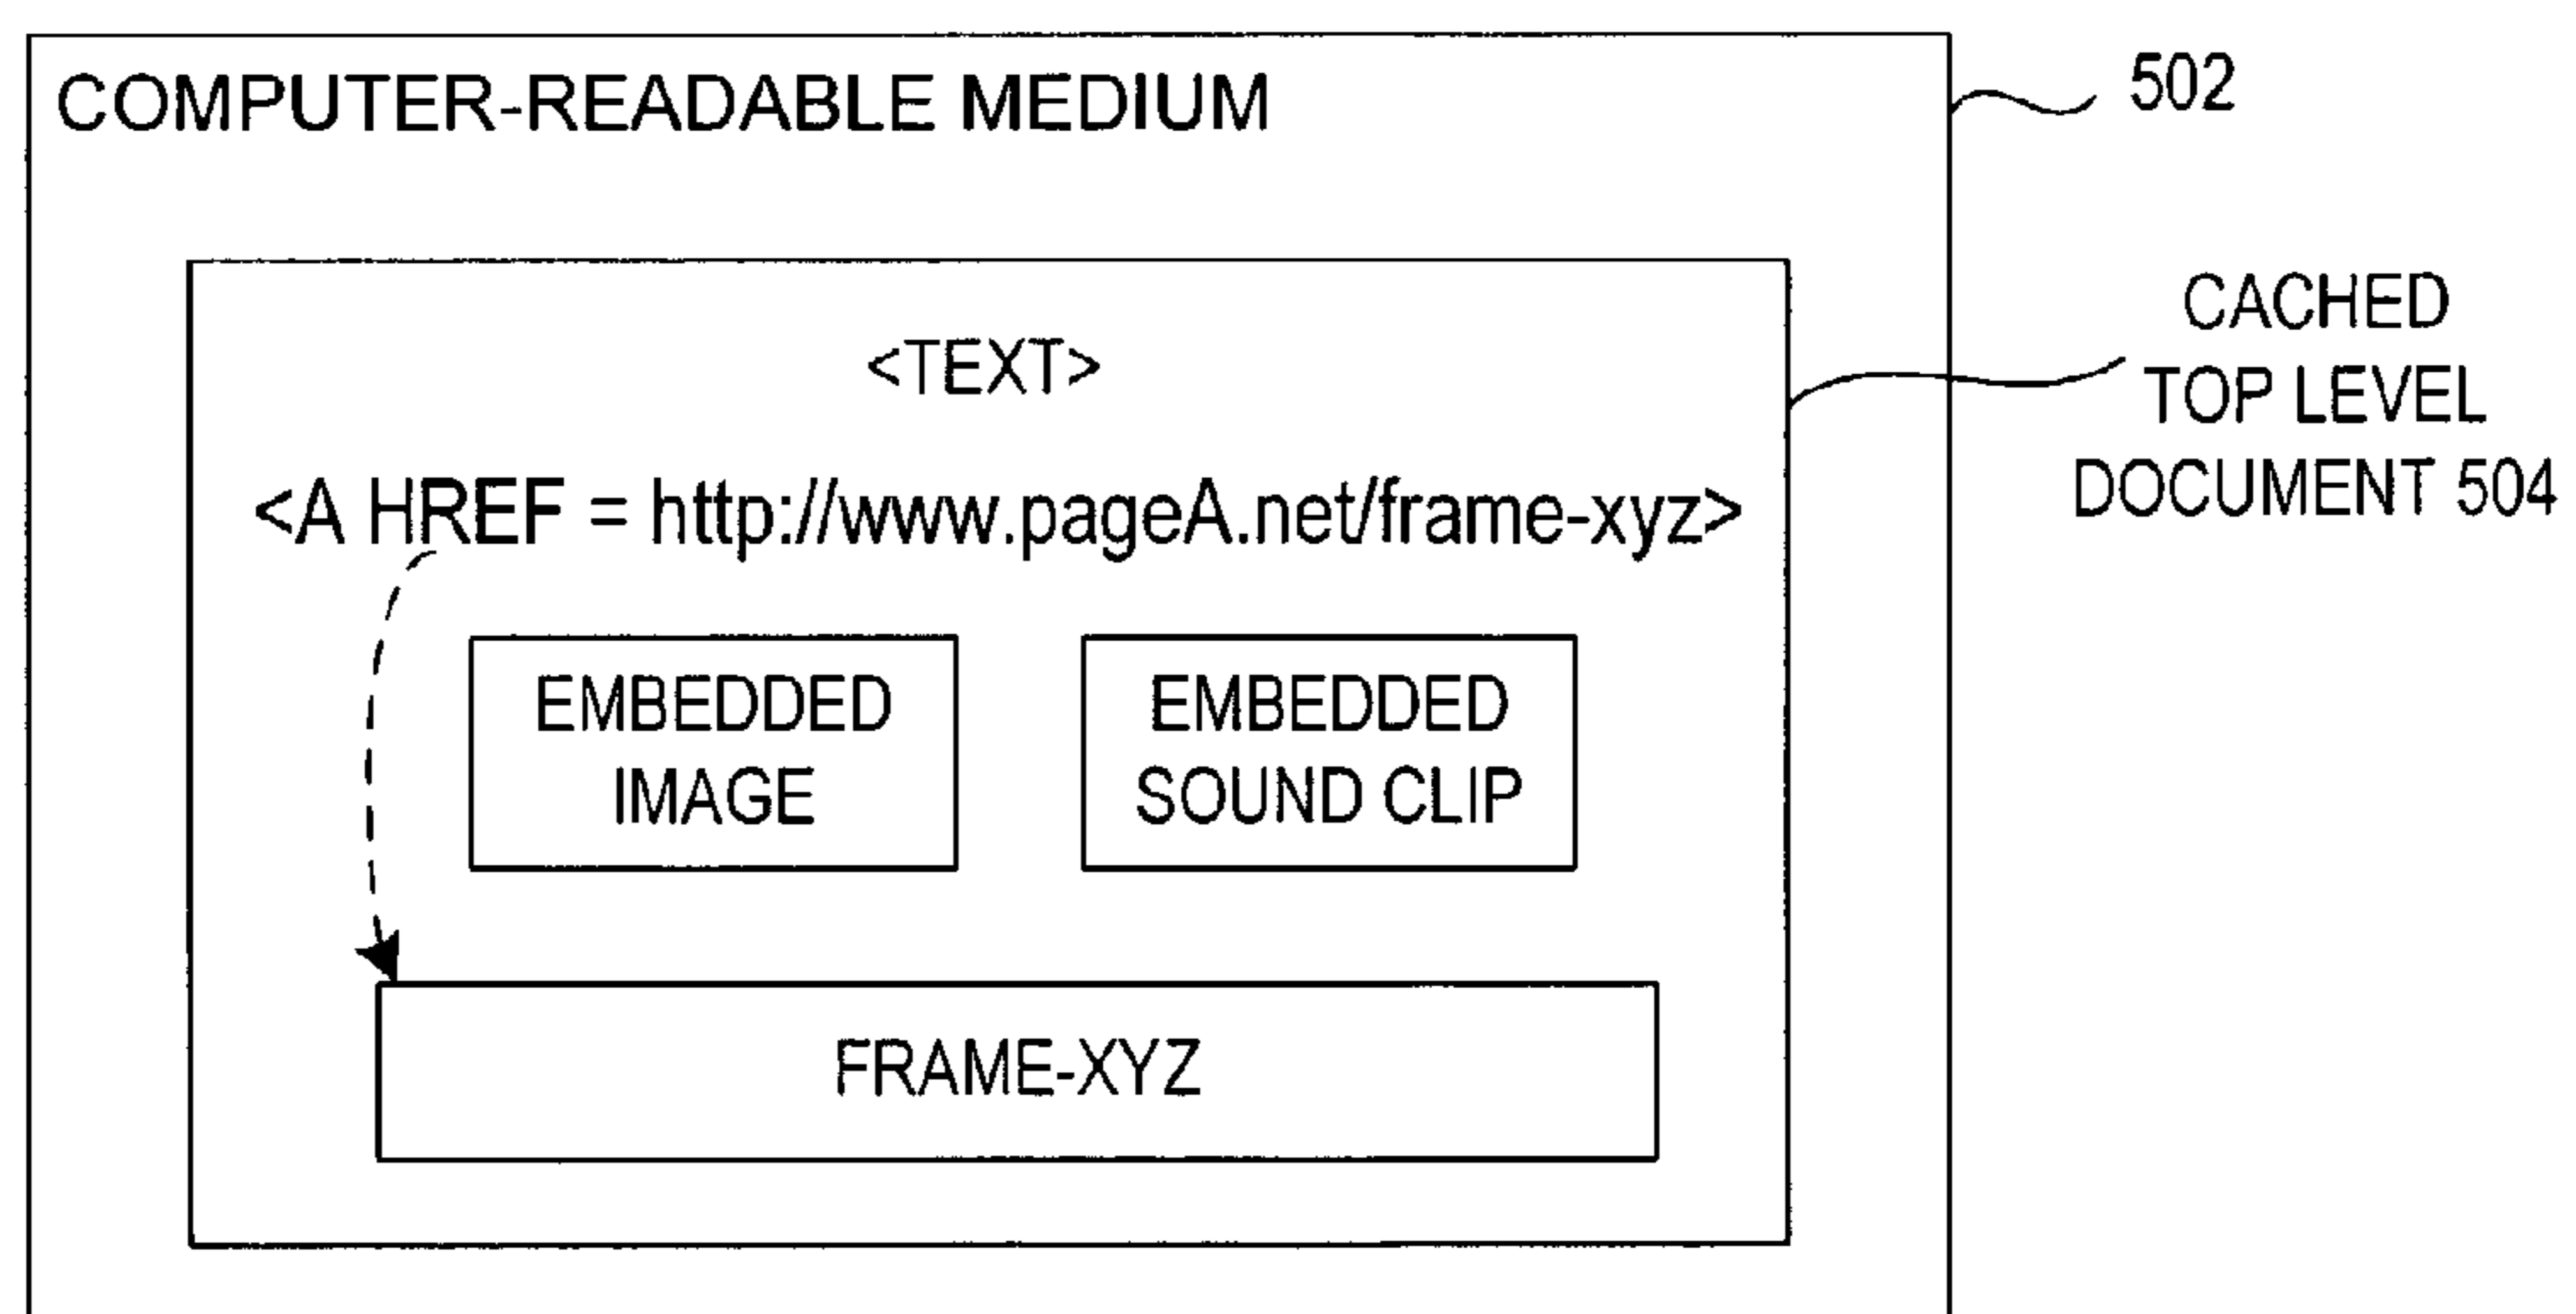 COMPUTER-READABLE MEDIUM
502
CACHED
TOP LEVEL
DOCUMENT 504
<TEXT>
<A HREF = http://www.pageA.net/frame-xyz>
EMBEDDED
IMAGE
EMBEDDED
SOUND CLIP
FRAME-XYZ